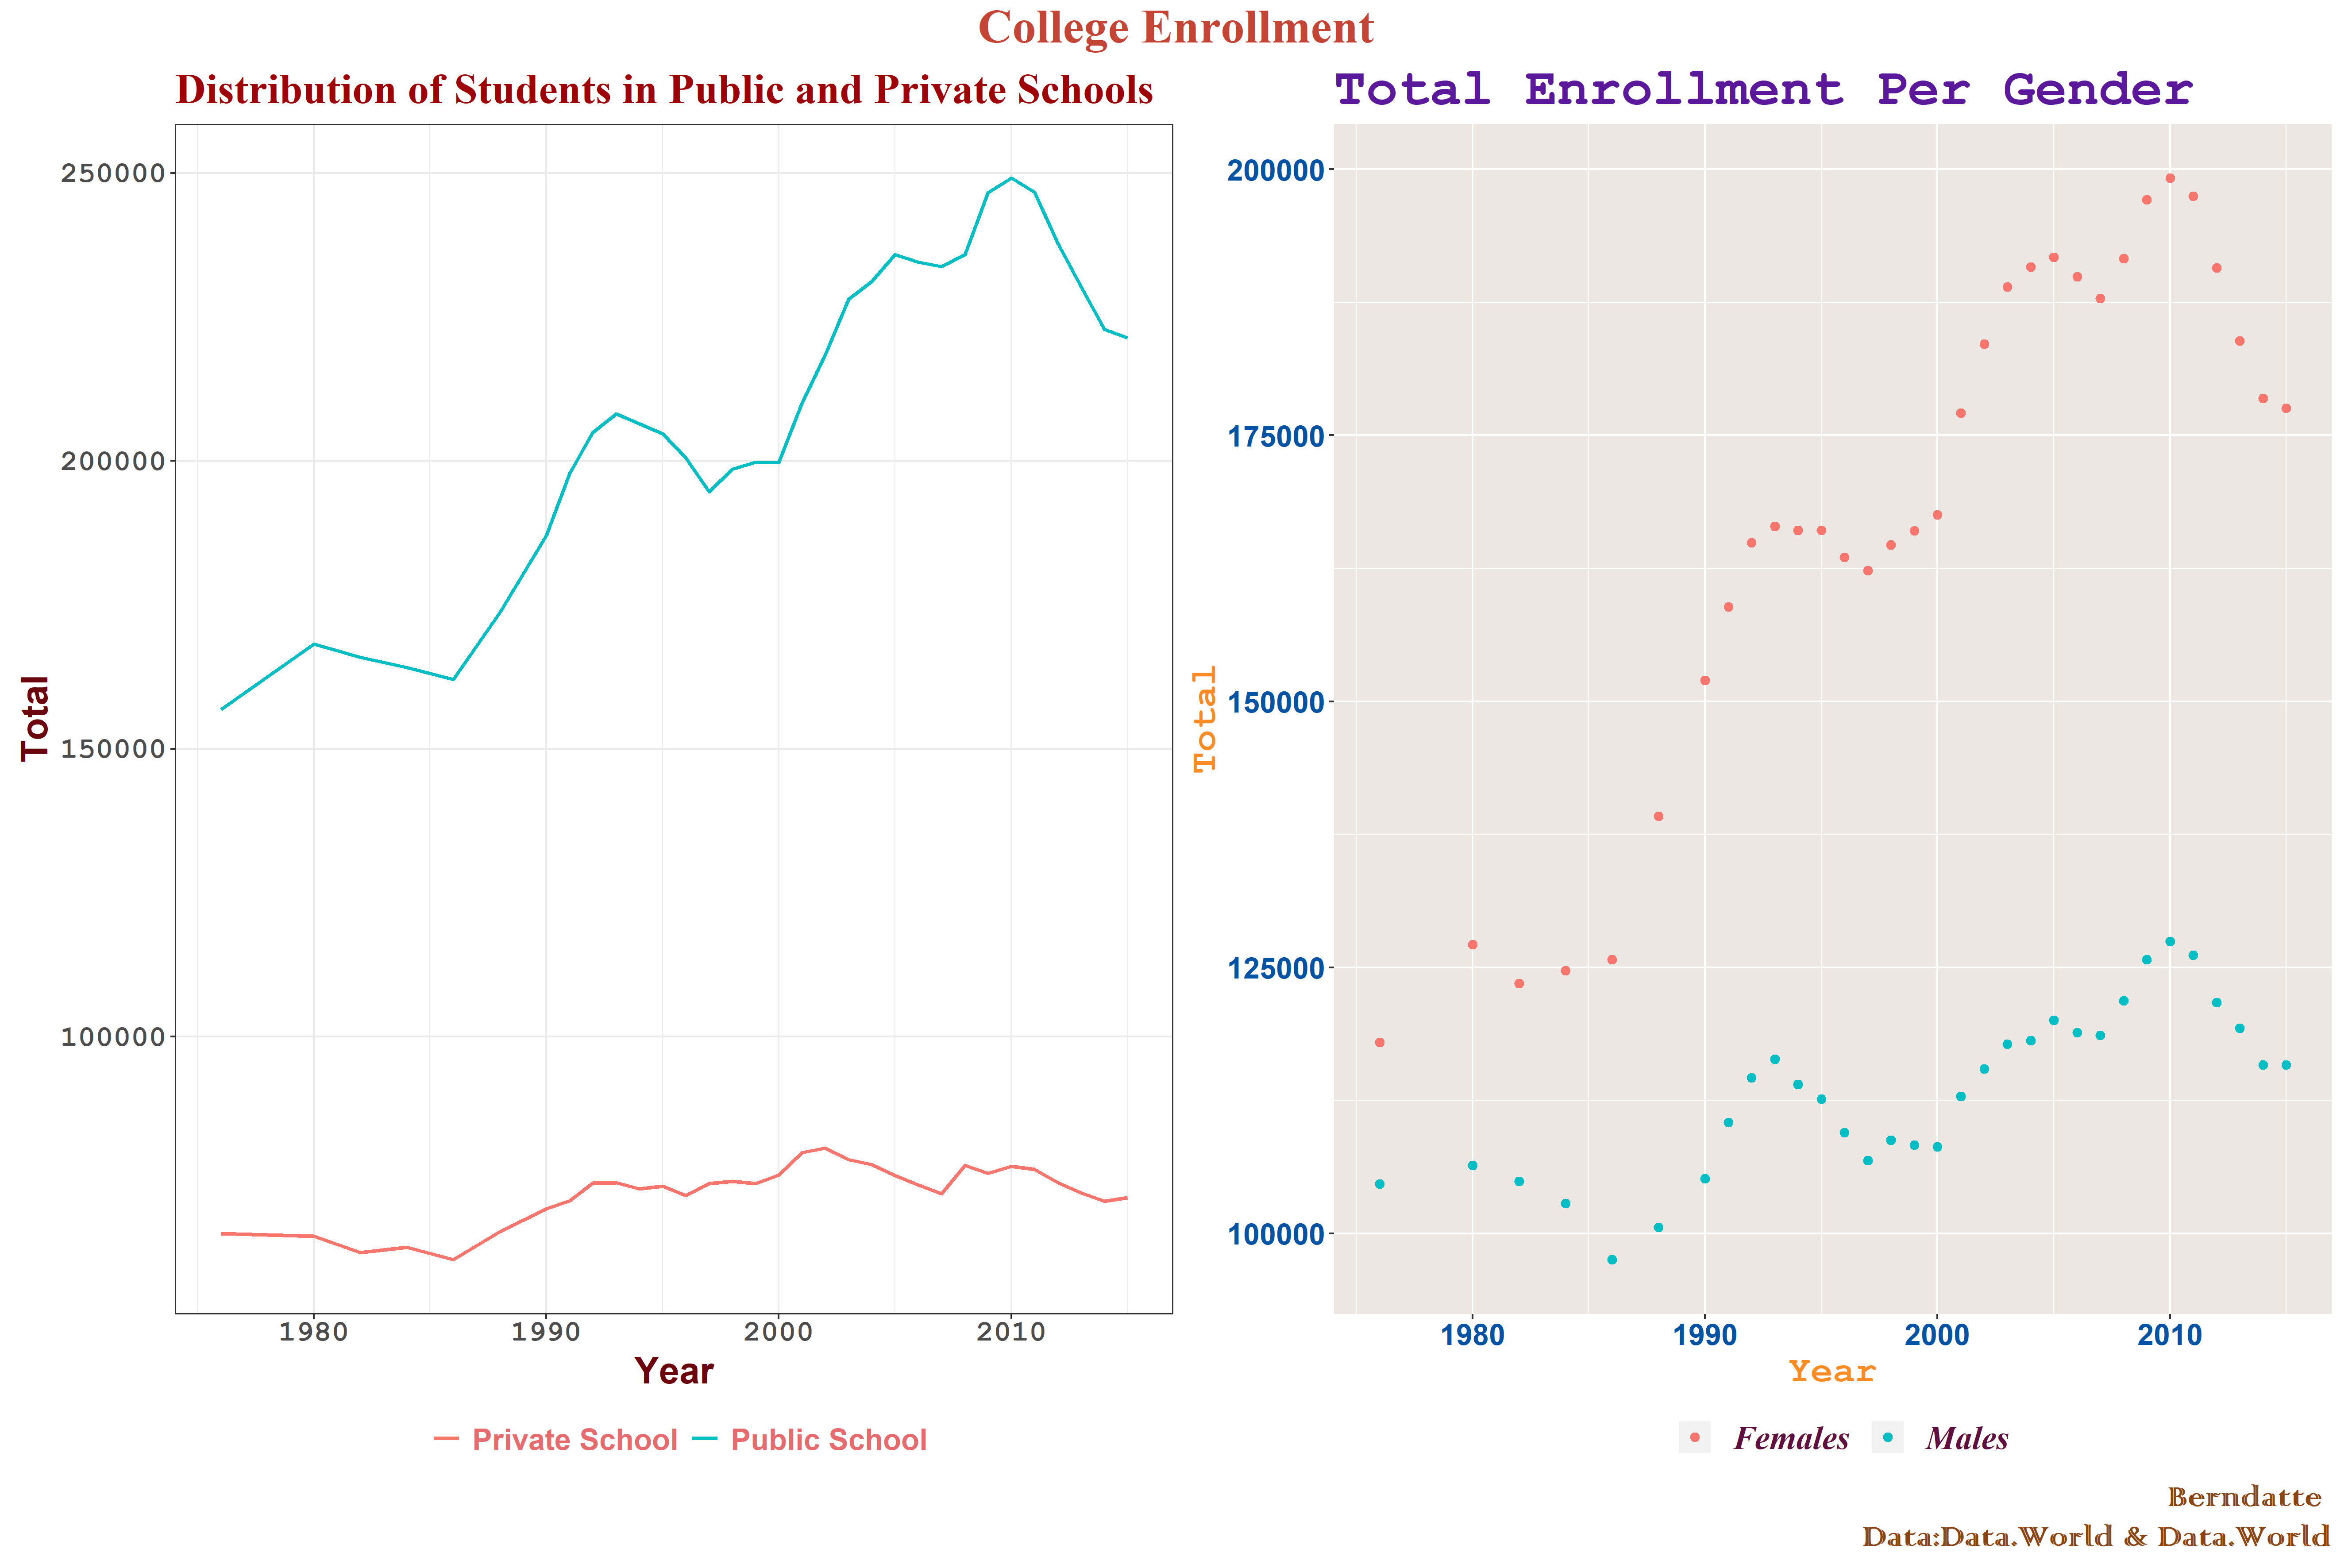 College Enrollment
Distribution of Students in Public and Private Schools
250000
200000
150000
100000
Total
1980 1990 2000 2010
Year
Private School Public School
Total Enrollment Per Gender
200000
175000
150000
125000
100000
Total
1980 1990 2000 2010
Year
Females Males
Berndatte
Data:Data.World & Data.World